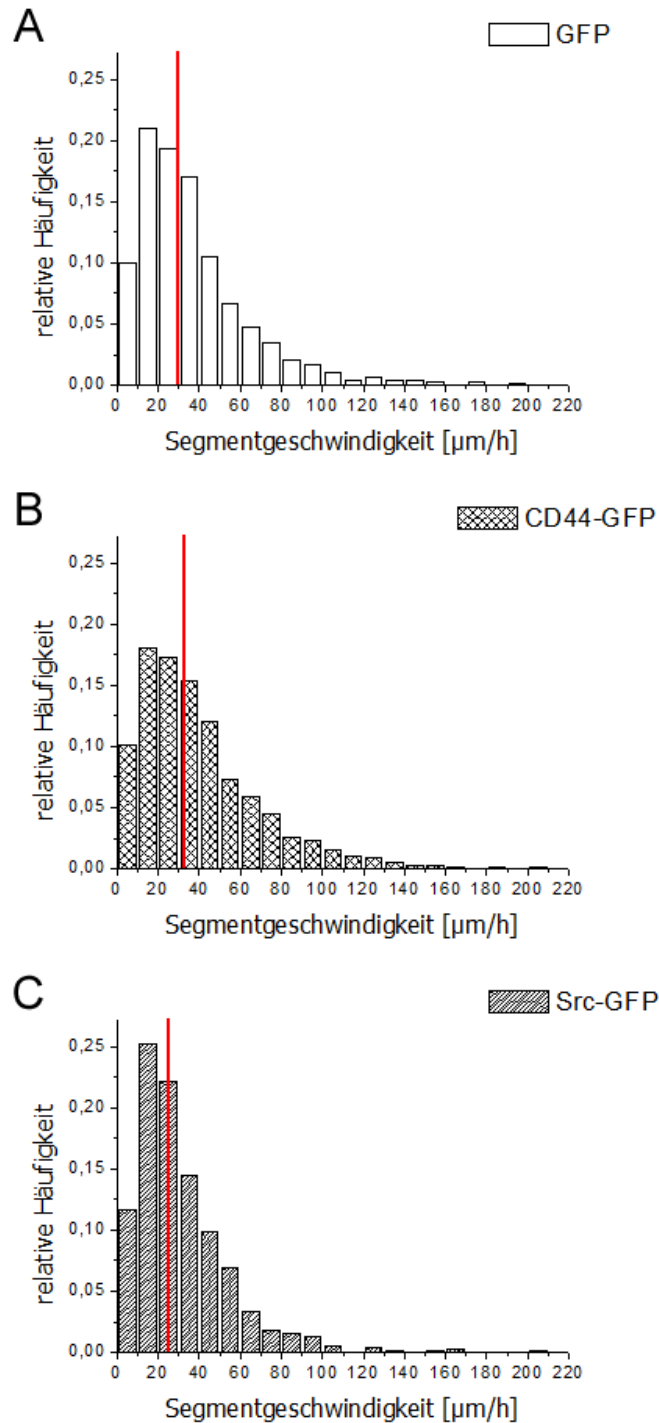 A
GFP
0,25
0,20
0,15
0,10
0,05
0,00
relative Häufigkeit
0 20 40 60 80 100 120 140 160 180 200 220
Segmentgeschwindigkeit [µm/h]
B
CD44-GFP
0,25
0,20
0,15
0,10
0,05
0,00
relative Häufigkeit
0 20 40 60 80 100 120 140 160 180 200 220
Segmentgeschwindigkeit [µm/h]
C
Src-GFP
0,25
0,20
0,15
0,10
0,05
0,00
relative Häufigkeit
0 20 40 60 80 100 120 140 160 180 200 220
Segmentgeschwindigkeit [µm/h]